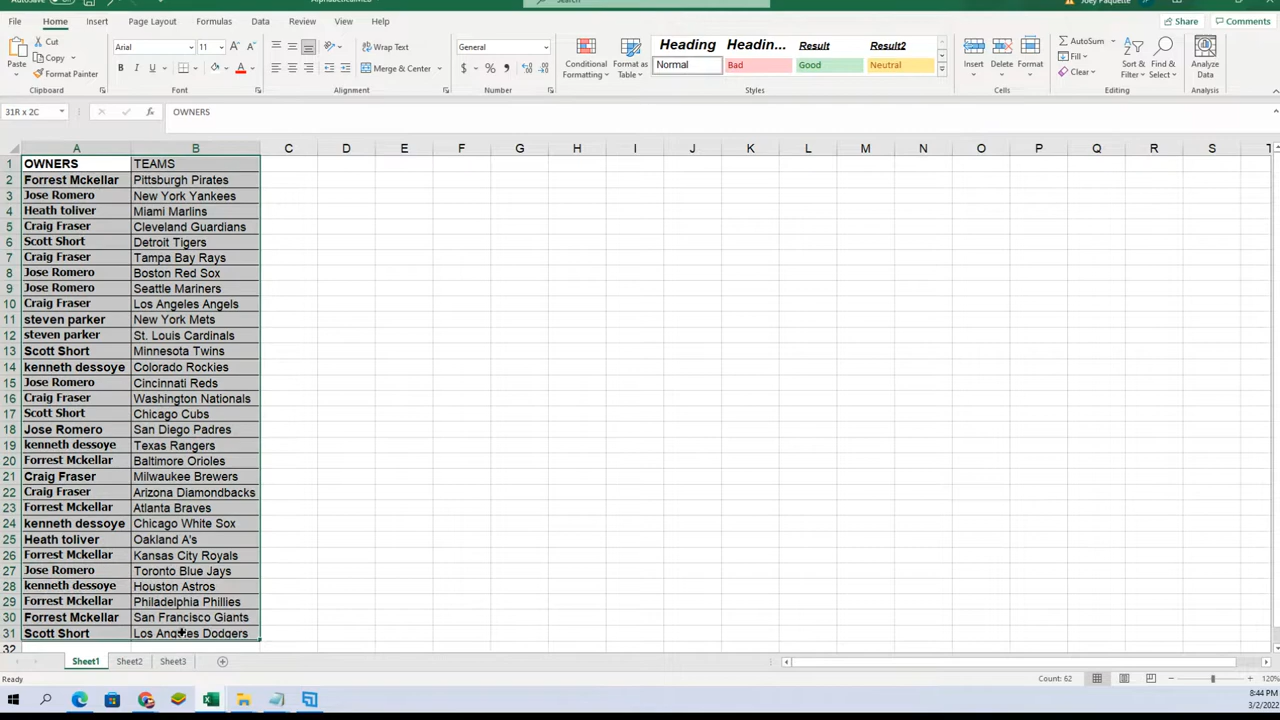 File Home Insert Page Layout Formulas Data Review View Help Share Comments
Cut
Copy
Format Painter
Paste
Arial 11
Wrap Text
Merge & Center
General
Conditional Formatting
Format as Table
Heading Headin... Result Result2
Normal Bad Good Neutral
Insert Delete Format
AutoSum
Fill
Clear
Sort & Filter
Find & Select
Analyze Data
Clipboard Font Alignment Number Styles Cells Editing Analysis
31R x 2C OWNERS
A B C D E F G H I J K L M N O P Q R S T
1 OWNERS TEAMS
2 Forrest Mckellar Pittsburgh Pirates
3 Jose Romero New York Yankees
4 Heath toliver Miami Marlins
5 Craig Fraser Cleveland Guardians
6 Scott Short Detroit Tigers
7 Craig Fraser Tampa Bay Rays
8 Jose Romero Boston Red Sox
9 Jose Romero Seattle Mariners
10 Craig Fraser Los Angeles Angels
11 steven parker New York Mets
12 steven parker St. Louis Cardinals
13 Scott Short Minnesota Twins
14 kenneth dessoye Colorado Rockies
15 Jose Romero Cincinnati Reds
16 Craig Fraser Washington Nationals
17 Scott Short Chicago Cubs
18 Jose Romero San Diego Padres
19 kenneth dessoye Texas Rangers
20 Forrest Mckellar Baltimore Orioles
21 Craig Fraser Milwaukee Brewers
22 Craig Fraser Arizona Diamondbacks
23 Forrest Mckellar Atlanta Braves
24 kenneth dessoye Chicago White Sox
25 Heath toliver Oakland A's
26 Forrest Mckellar Kansas City Royals
27 Jose Romero Toronto Blue Jays
28 kenneth dessoye Houston Astros
29 Forrest Mckellar Philadelphia Phillies
30 Forrest Mckellar San Francisco Giants
31 Scott Short Los Angeles Dodgers
32
Sheet1 Sheet2 Sheet3
Ready Count: 62 120%
8:44 PM
3/2/2022